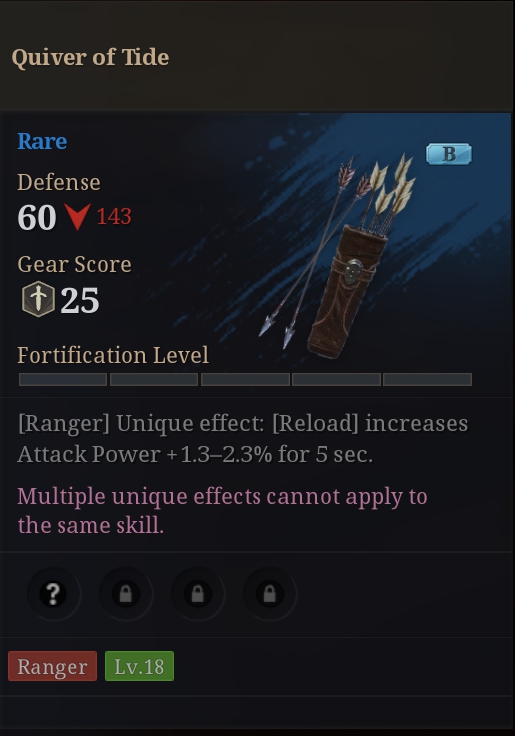 Quiver of Tide
Rare
B
Defense
60 143
Gear Score
25
Fortification Level
[Ranger] Unique effect: [Reload] increases
Attack Power +1.3–2.3% for 5 sec.
Multiple unique effects cannot apply to
the same skill.
?
Ranger Lv.18